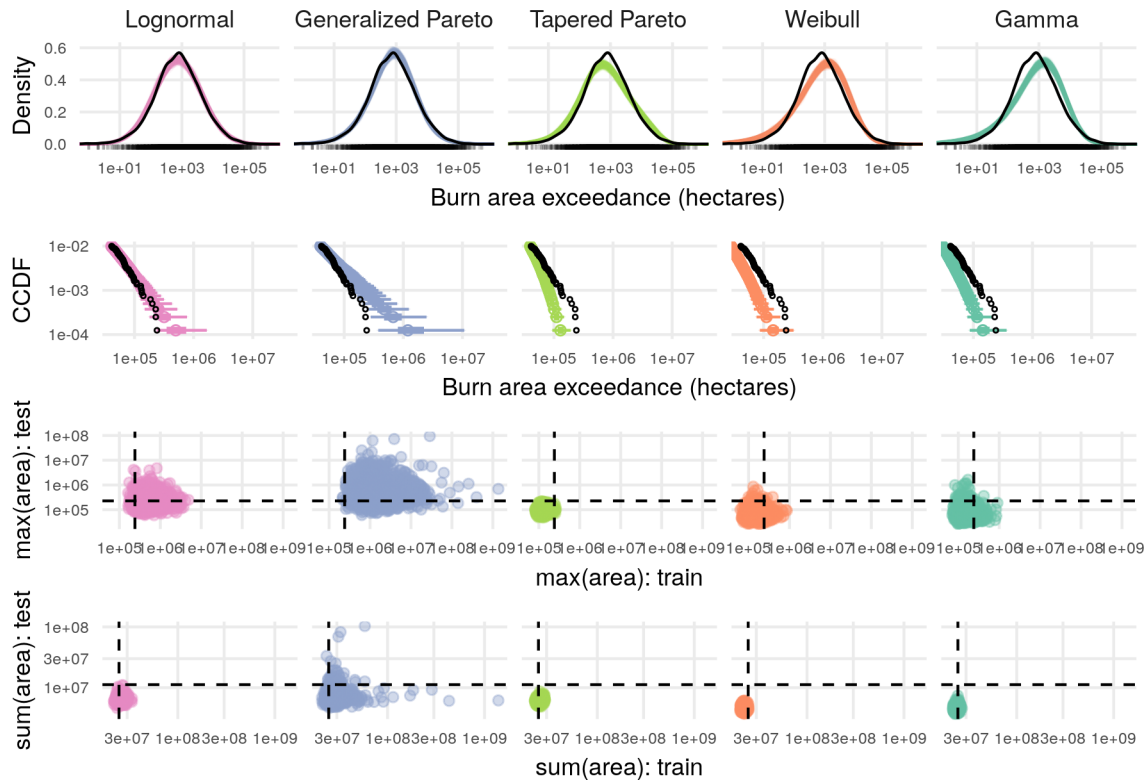 Lognormal Generalized Pareto Tapered Pareto Weibull Gamma
Density
0.6
0.4
0.2
0.0
1e+01 1e+03 1e+05 1e+01 1e+03 1e+05 1e+01 1e+03 1e+05 1e+01 1e+03 1e+05 1e+01 1e+03 1e+05
Burn area exceedance (hectares)
CCDF
1e-02
1e-03
1e-04
1e+05 1e+06 1e+07 1e+05 1e+06 1e+07 1e+05 1e+06 1e+07 1e+05 1e+06 1e+07 1e+05 1e+06 1e+07
Burn area exceedance (hectares)
max(area): test
1e+08
1e+07
1e+06
1e+05
1e+05 1e+06 1e+07 1e+08 1e+09 1e+05 1e+06 1e+07 1e+08 1e+09 1e+05 1e+06 1e+07 1e+08 1e+09 1e+05 1e+06 1e+07 1e+08 1e+09 1e+05 1e+06 1e+07 1e+08 1e+09
max(area): train
sum(area): test
1e+08
3e+07
1e+07
3e+07 1e+08 3e+08 1e+09 3e+07 1e+08 3e+08 1e+09 3e+07 1e+08 3e+08 1e+09 3e+07 1e+08 3e+08 1e+09 3e+07 1e+08 3e+08 1e+09
sum(area): train